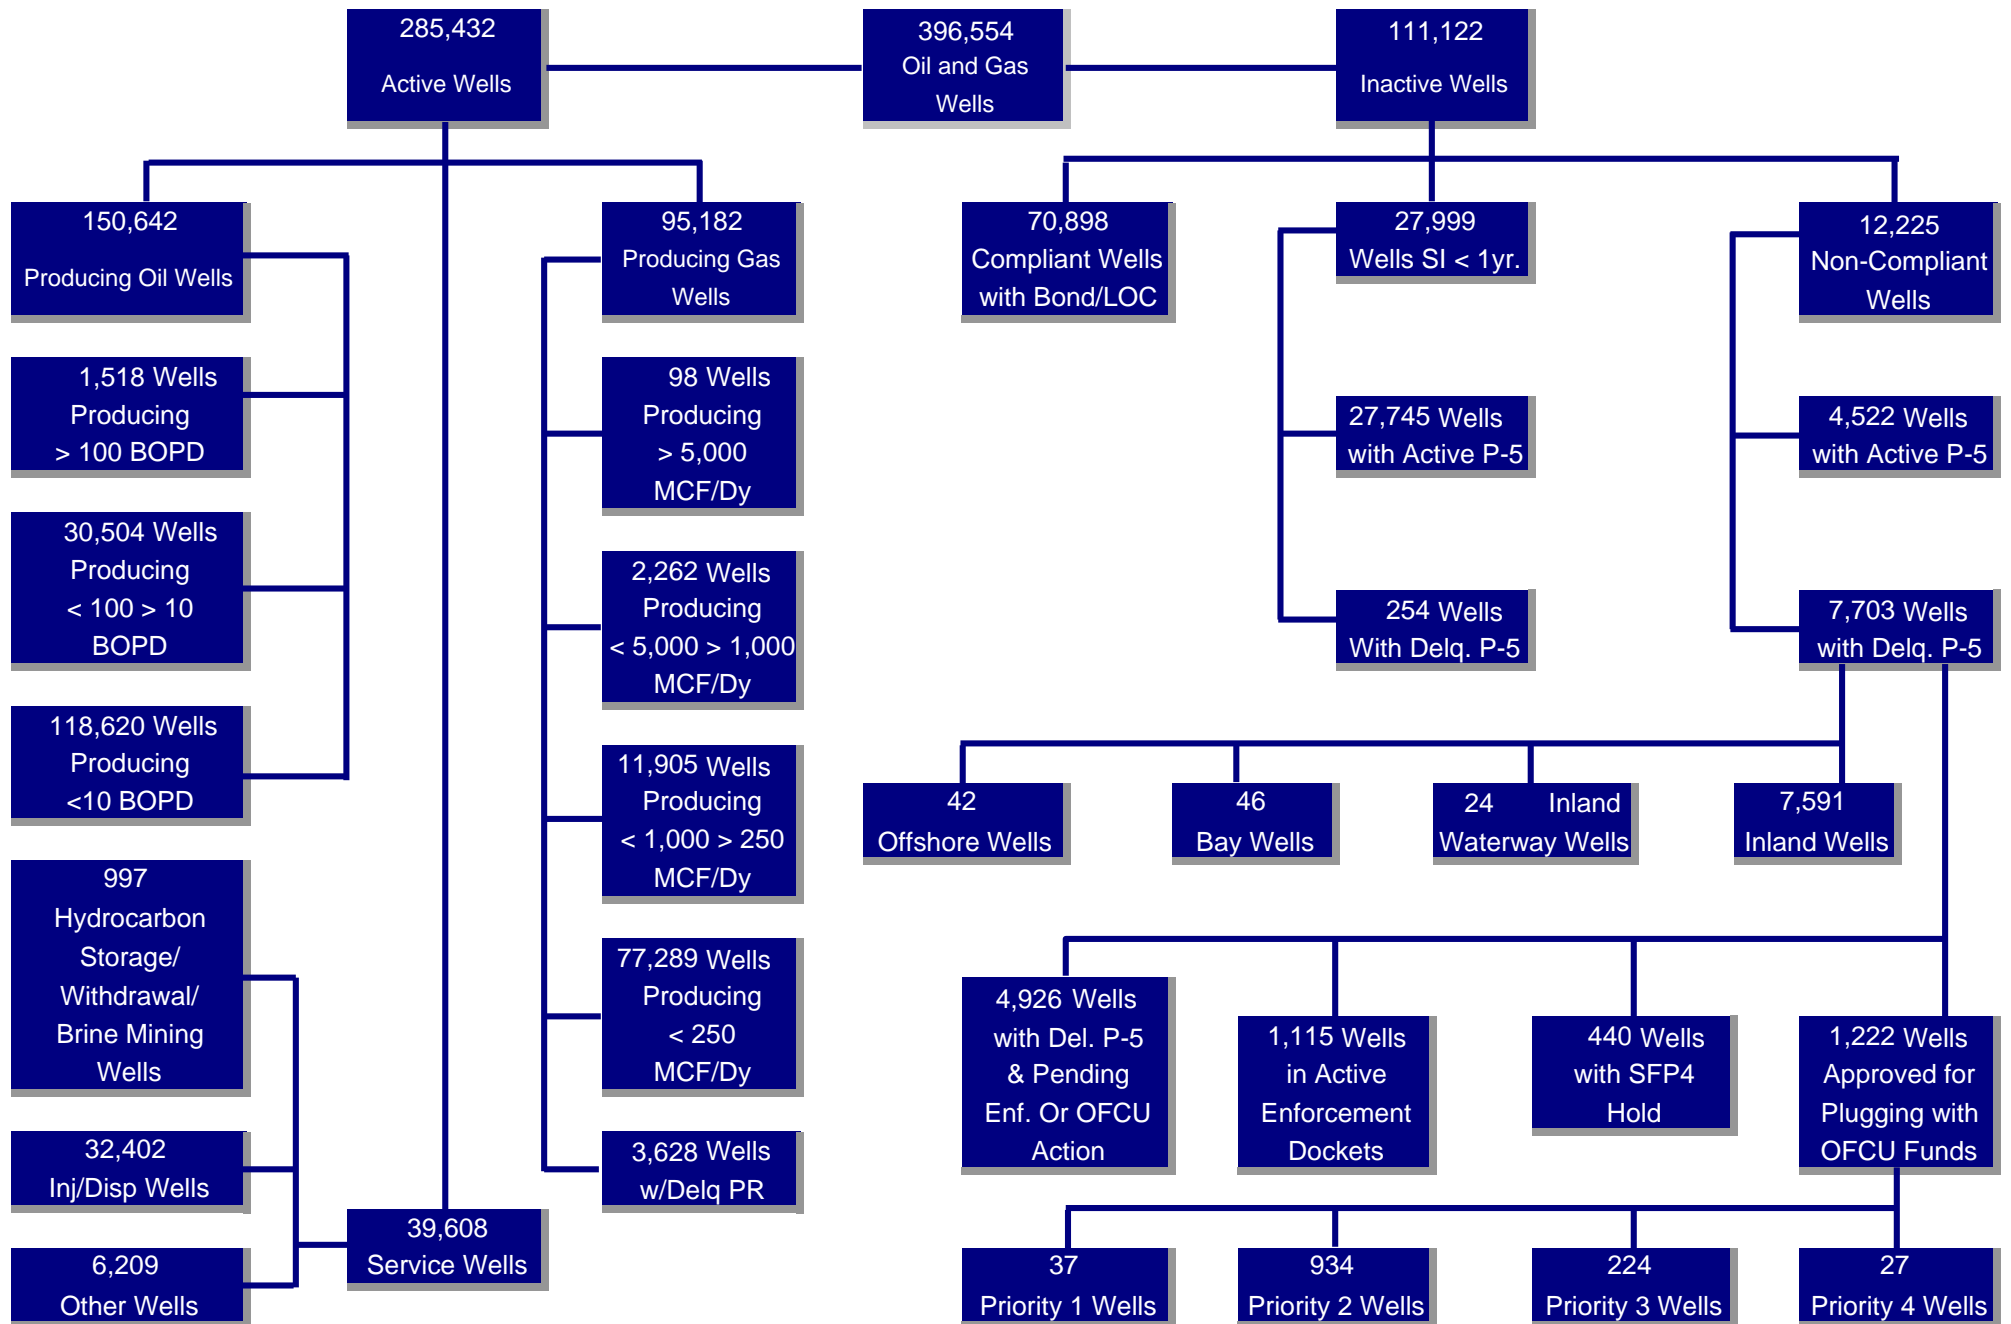 285,432
Active Wells
396,554
Oil and Gas
Wells
111,122
Inactive Wells
150,642
Producing Oil Wells
95,182
Producing Gas
Wells
70,898
Compliant Wells
with Bond/LOC
27,999
Wells SI < 1yr.
12,225
Non-Compliant
Wells
1,518 Wells
Producing
> 100 BOPD
98 Wells
Producing
> 5,000
MCF/Dy
27,745 Wells
with Active P-5
4,522 Wells
with Active P-5
30,504 Wells
Producing
< 100 > 10
BOPD
2,262 Wells
Producing
< 5,000 > 1,000
MCF/Dy
254 Wells
With Delq. P-5
7,703 Wells
with Delq. P-5
118,620 Wells
Producing
<10 BOPD
11,905 Wells
Producing
< 1,000 > 250
MCF/Dy
42
Offshore Wells
46
Bay Wells
24 Inland
Waterway Wells
7,591
Inland Wells
997
Hydrocarbon
Storage/
Withdrawal/
Brine Mining
Wells
77,289 Wells
Producing
< 250
MCF/Dy
4,926 Wells
with Del. P-5
& Pending
Enf. Or OFCU
Action
1,115 Wells
in Active
Enforcement
Dockets
440 Wells
with SFP4
Hold
1,222 Wells
Approved for
Plugging with
OFCU Funds
32,402
Inj/Disp Wells
3,628 Wells
w/Delq PR
39,608
Service Wells
6,209
Other Wells
37
Priority 1 Wells
934
Priority 2 Wells
224
Priority 3 Wells
27
Priority 4 Wells